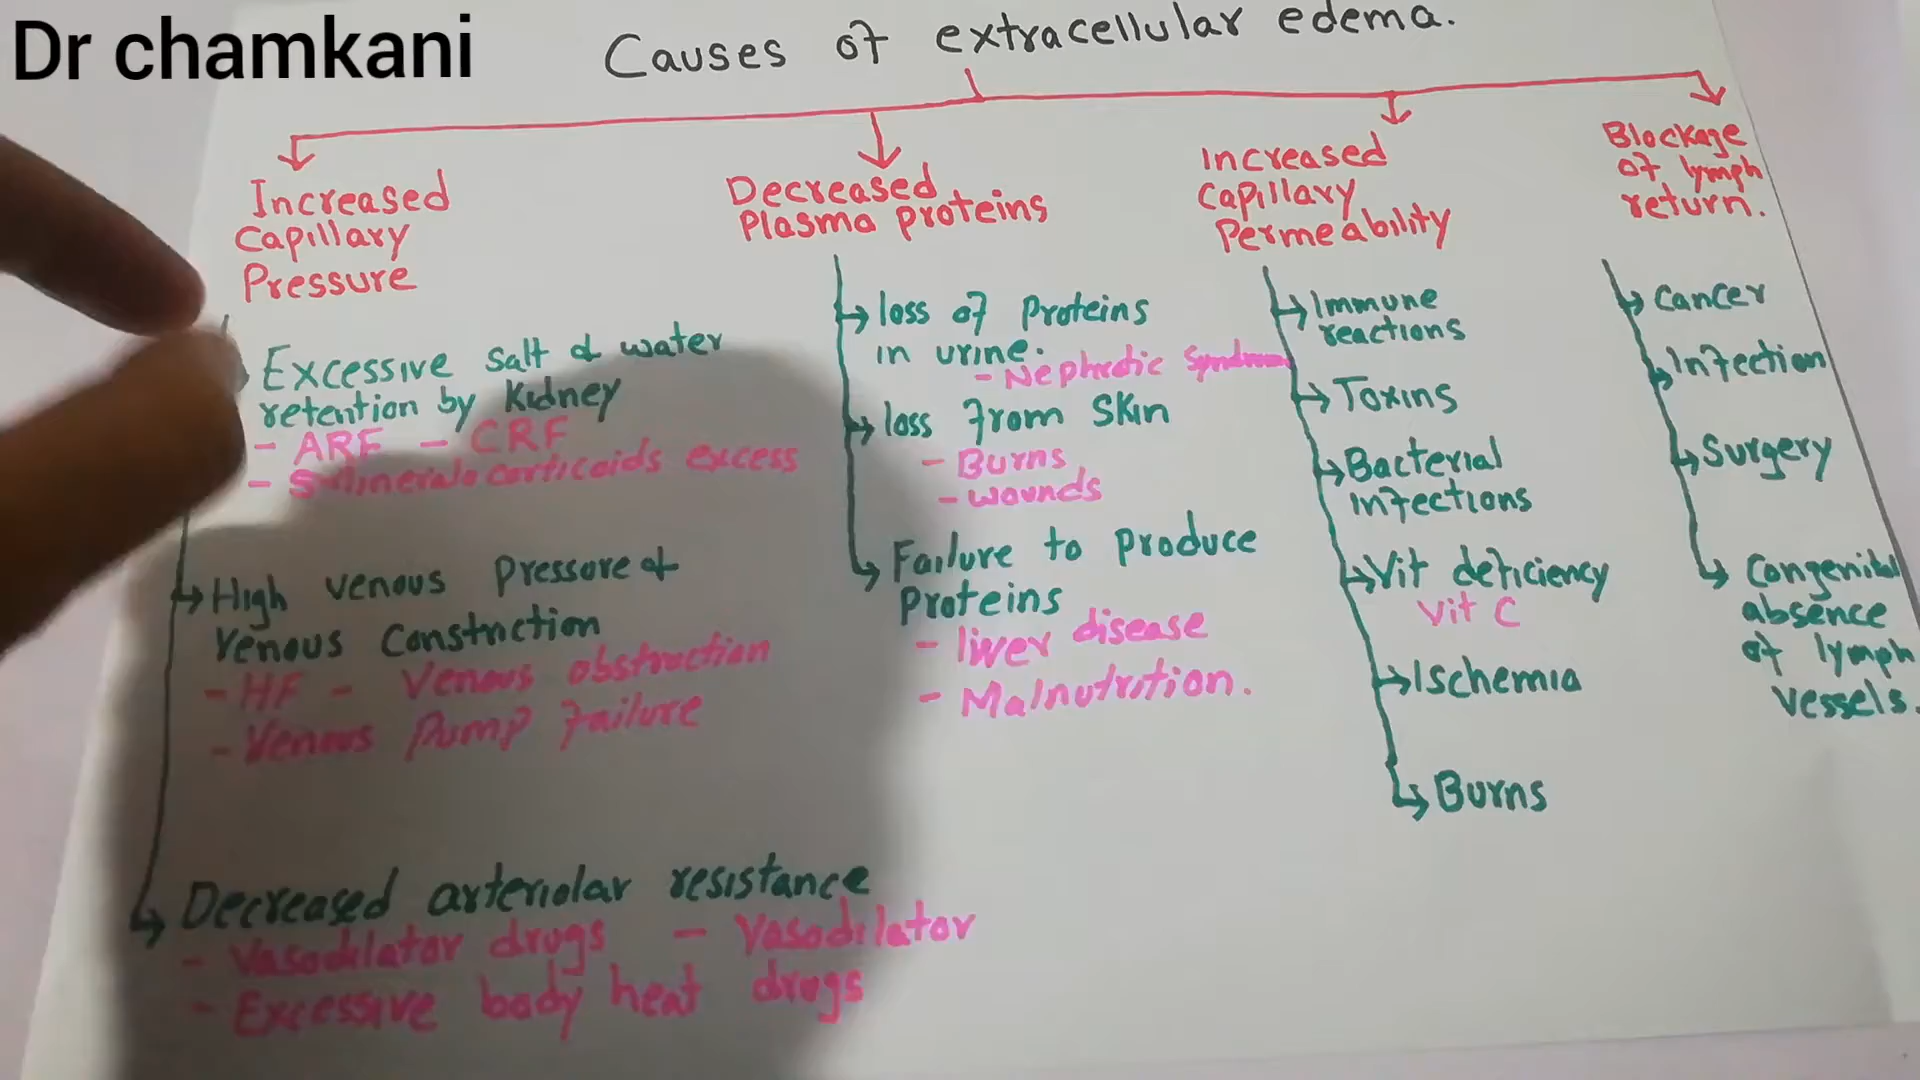 Dr chamkani
Causes of extracellular edema.
Increased
Capillary
Pressure
Excessive salt & water
retention by Kidney
- ARF - CRF
- Mineralocorticoids excess
High venous pressure &
Venous Constriction
- HF - Venous obstruction
- Venous Pump Failure
Decreased arteriolar resistance
- Vasodilator drugs - Vasodilator
- Excessive body heat drugs
Decreased
Plasma proteins
loss of proteins
in urine.
- Nephrotic Syndrom
loss from Skin
- Burns
- wounds
Failure to produce
proteins
- liver disease
- Malnutrition.
Increased
Capillary
Permeability
Immune
reactions
Toxins
Bacterial
infections
Vit deficiency
Vit C
Ischemia
Burns
Blockage
of lymph
return.
Cancer
Infection
Surgery
Congenital
absence
of lymph
vessels.